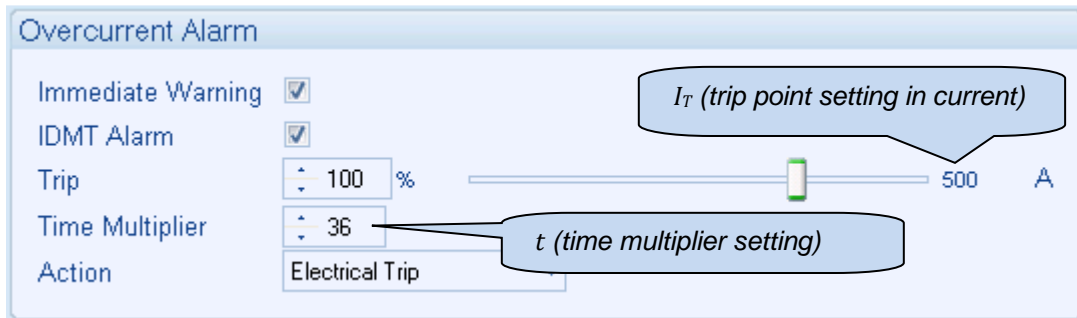 Overcurrent Alarm
Immediate Warning
IT (trip point setting in current)
IDMT Alarm
Trip 100 % 500 A
Time Multiplier 36
t (time multiplier setting)
Action Electrical Trip